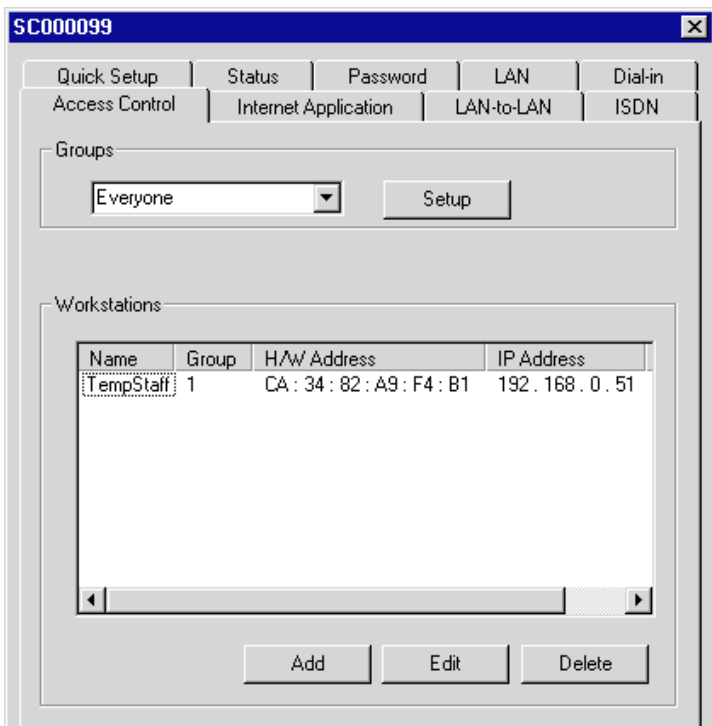 SC000099
Quick Setup Status Password LAN Dial-in
Access Control Internet Application LAN-to-LAN ISDN
Groups
Everyone Setup
Workstations
Name Group H/W Address IP Address
TempStaff 1 CA : 34 : 82 : A9 : F4 : B1 192 . 168 . 0 . 51
Add Edit Delete